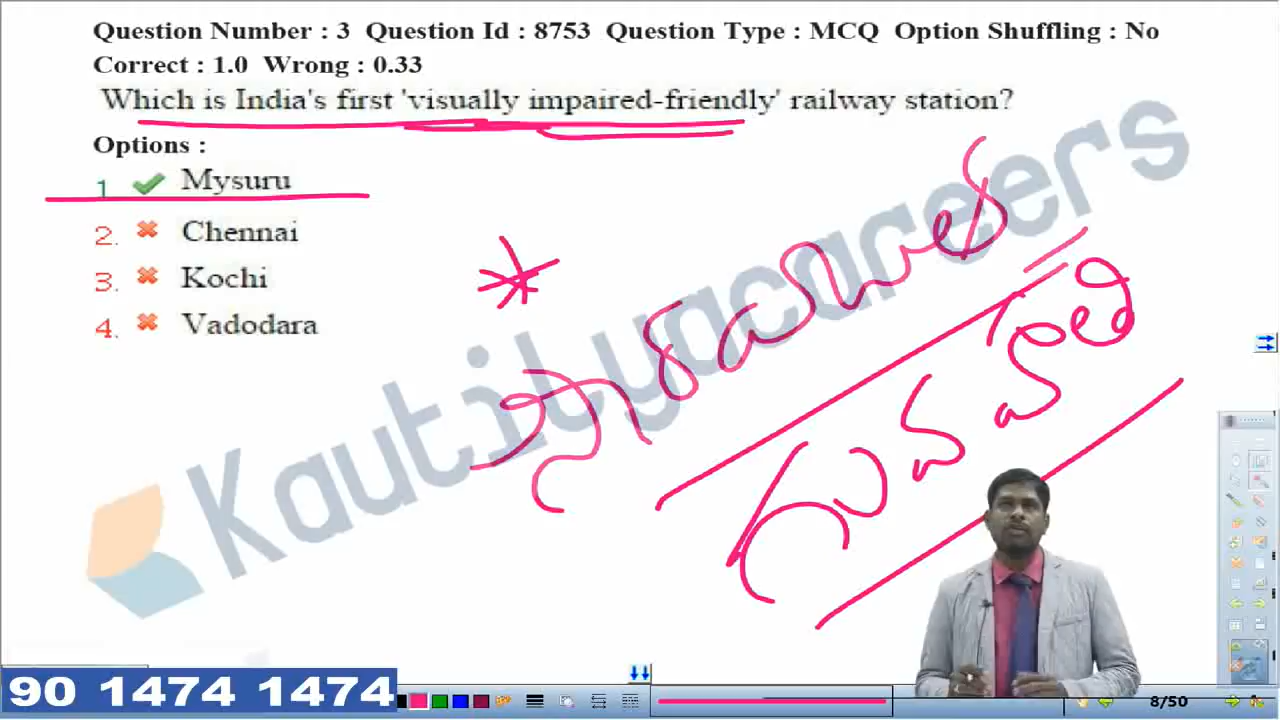 Question Number : 3 Question Id : 8753 Question Type : MCQ Option Shuffling : No
Correct : 1.0 Wrong : 0.33
Which is India's first 'visually impaired-friendly' railway station?
Options :
1. Mysuru
2. Chennai
3. Kochi
4. Vadodara
Kautilyacareers
90 1474 1474
8/50